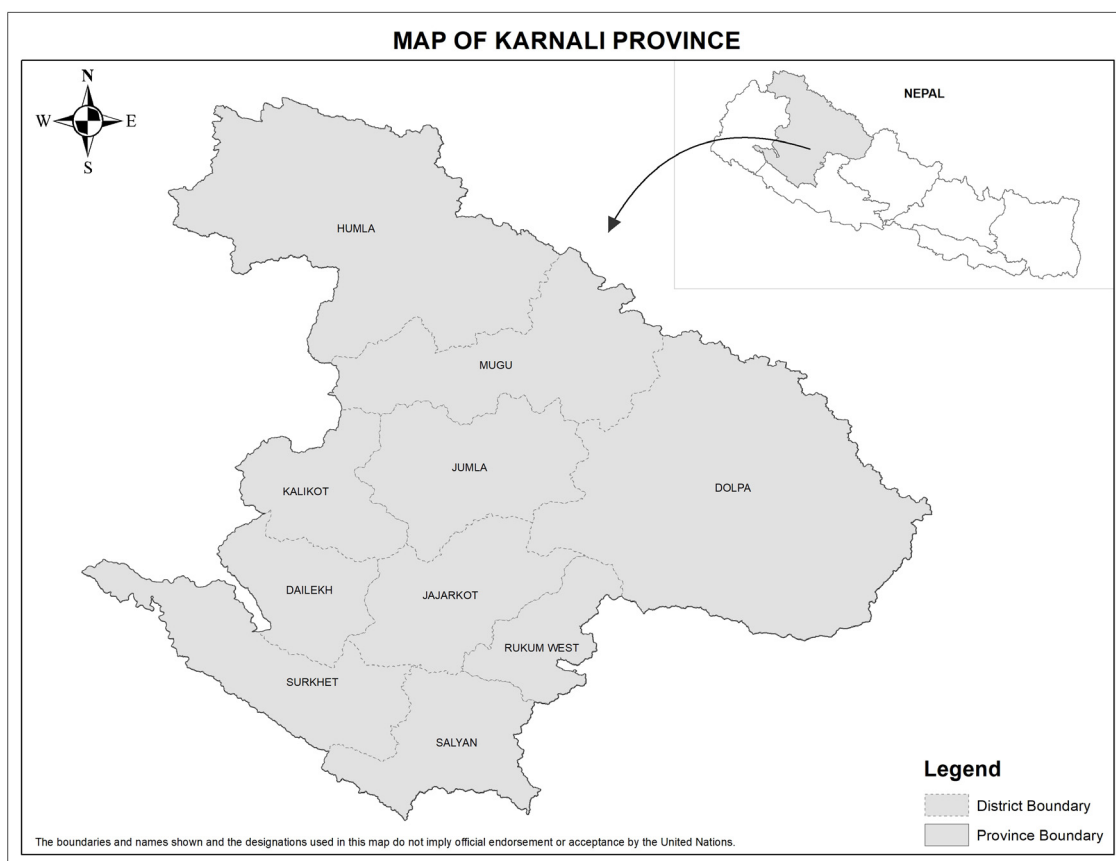 MAP OF KARNALI PROVINCE
N
W
E
S
NEPAL
HUMLA
MUGU
JUMLA
KALIKOT
DOLPA
DAILEKH
JAJARKOT
RUKUM WEST
SURKHET
SALYAN
Legend
District Boundary
Province Boundary
The boundaries and names shown and the designations used in this map do not imply official endorsement or acceptance by the United Nations.